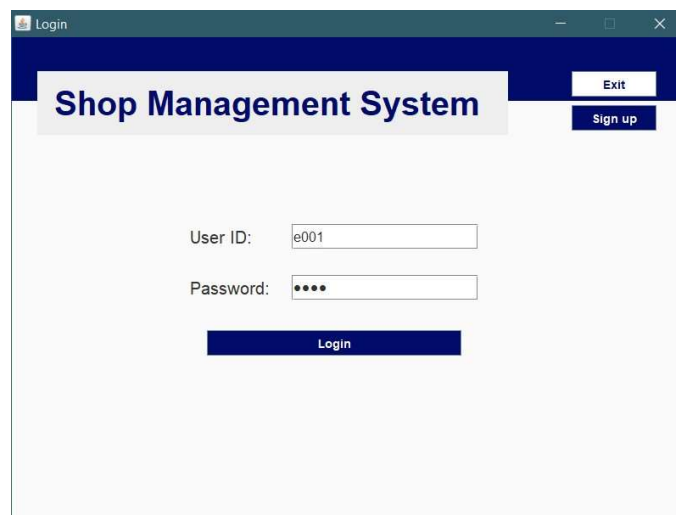 Login
Exit
Shop Management System
Sign up
User ID: e001
Password: ••••
Login